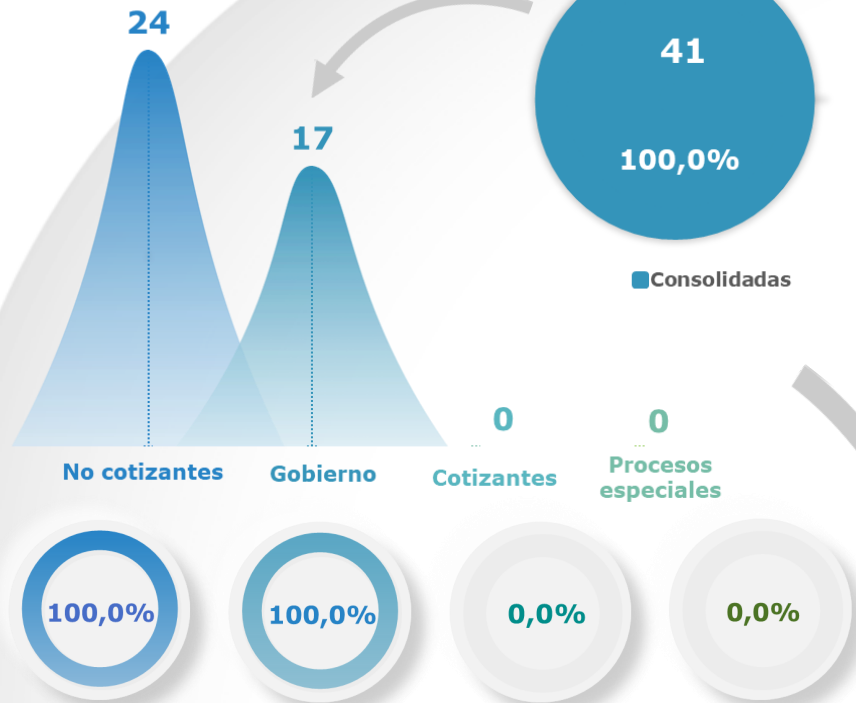 24
41
17
100,0%
Consolidadas
0
0
No cotizantes
Gobierno
Cotizantes
Procesos
especiales
100,0%
100,0%
0,0%
0,0%